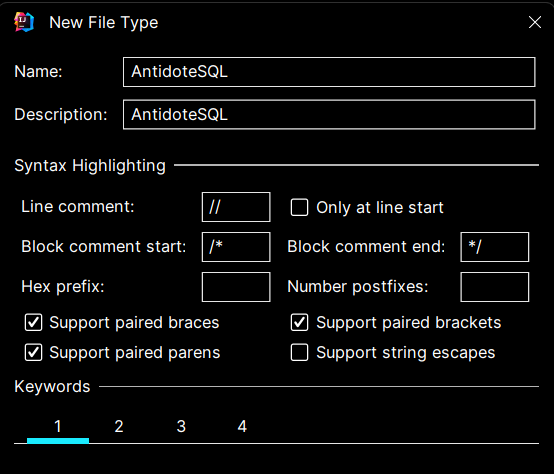 New File Type
Name: AntidoteSQL
Description: AntidoteSQL
Syntax Highlighting
Line comment: // Only at line start
Block comment start: /* Block comment end: */
Hex prefix: Number postfixes:
Support paired braces Support paired brackets
Support paired parens Support string escapes
Keywords
1 2 3 4